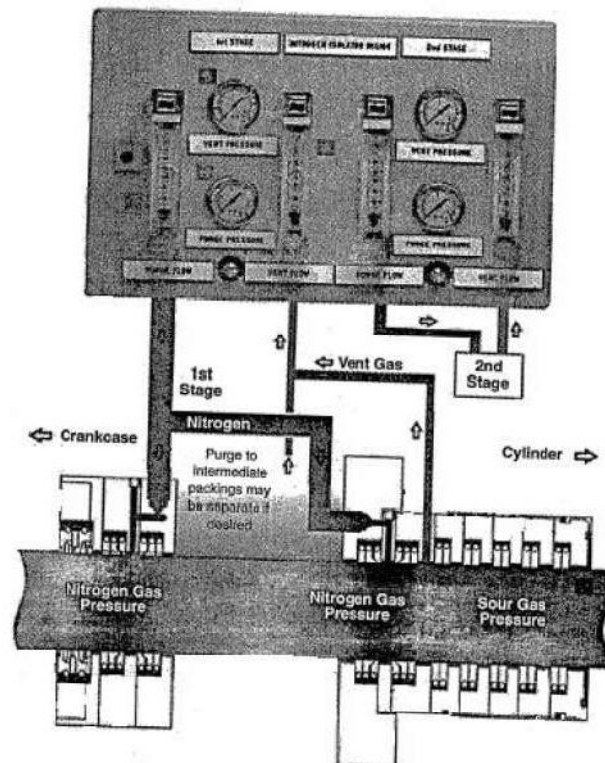 1st STAGE
NITROGEN ISOLATOR SIGMA
2nd STAGE
VENT PRESSURE
VENT PRESSURE
PURGE PRESSURE
PURGE PRESSURE
PURGE FLOW
VENT FLOW
PURGE FLOW
VENT FLOW
1st
Stage
Vent Gas
2nd
Stage
Nitrogen
Crankcase
Cylinder
Purge to
intermediate
packings may
be separate if
desired
Nitrogen Gas
Pressure
Nitrogen Gas
Pressure
Sour Gas
Pressure